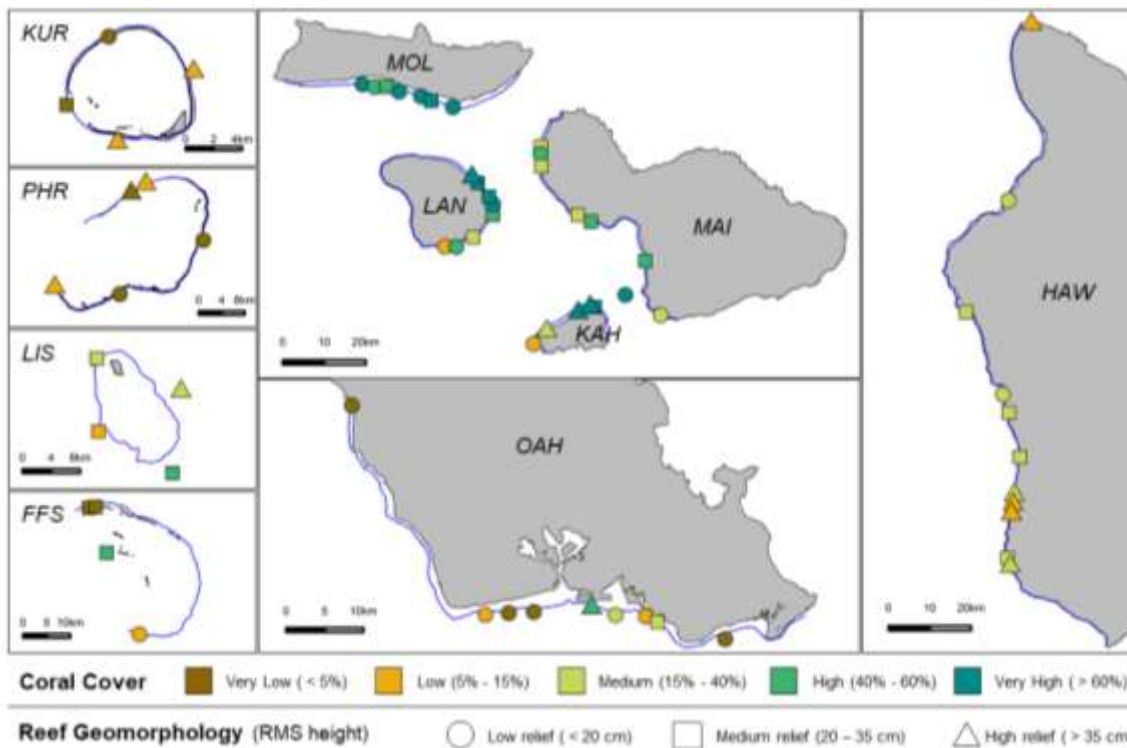 KUR
0 2 4km
PHR
0 4 8km
LIS
0 4 8km
FFS
0 5 10km
MOL
LAN
MAI
KAH
0 10 20km
OAH
0 5 10km
HAW
0 10 20km
Coral Cover Very Low ( < 5%) Low (5% - 15%) Medium (15% - 40%) High (40% - 60%) Very High ( > 60%)
Reef Geomorphology (RMS height) Low relief ( < 20 cm) Medium relief (20 – 35 cm) High relief ( > 35 cm)